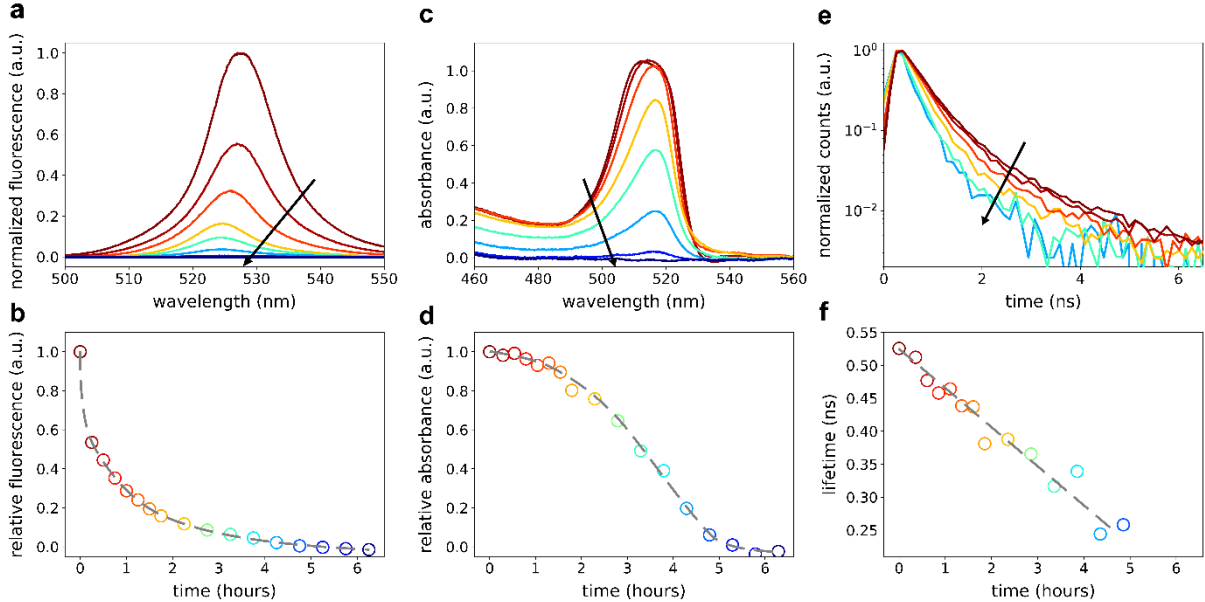 a
normalized fluorescence (a.u.)
1.0
0.8
0.6
0.4
0.2
0.0
500 510 520 530 540 550
wavelength (nm)
c
absorbance (a.u.)
1.0
0.8
0.6
0.4
0.2
0.0
460 480 500 520 540 560
wavelength (nm)
e
normalized counts (a.u.)
10⁰
10⁻¹
10⁻²
0 2 4 6
time (ns)
b
relative fluorescence (a.u.)
1.0
0.8
0.6
0.4
0.2
0.0
0 1 2 3 4 5 6
time (hours)
d
relative absorbance (a.u.)
1.0
0.8
0.6
0.4
0.2
0.0
0 1 2 3 4 5 6
time (hours)
f
lifetime (ns)
0.55
0.50
0.45
0.40
0.35
0.30
0.25
0 1 2 3 4 5 6
time (hours)